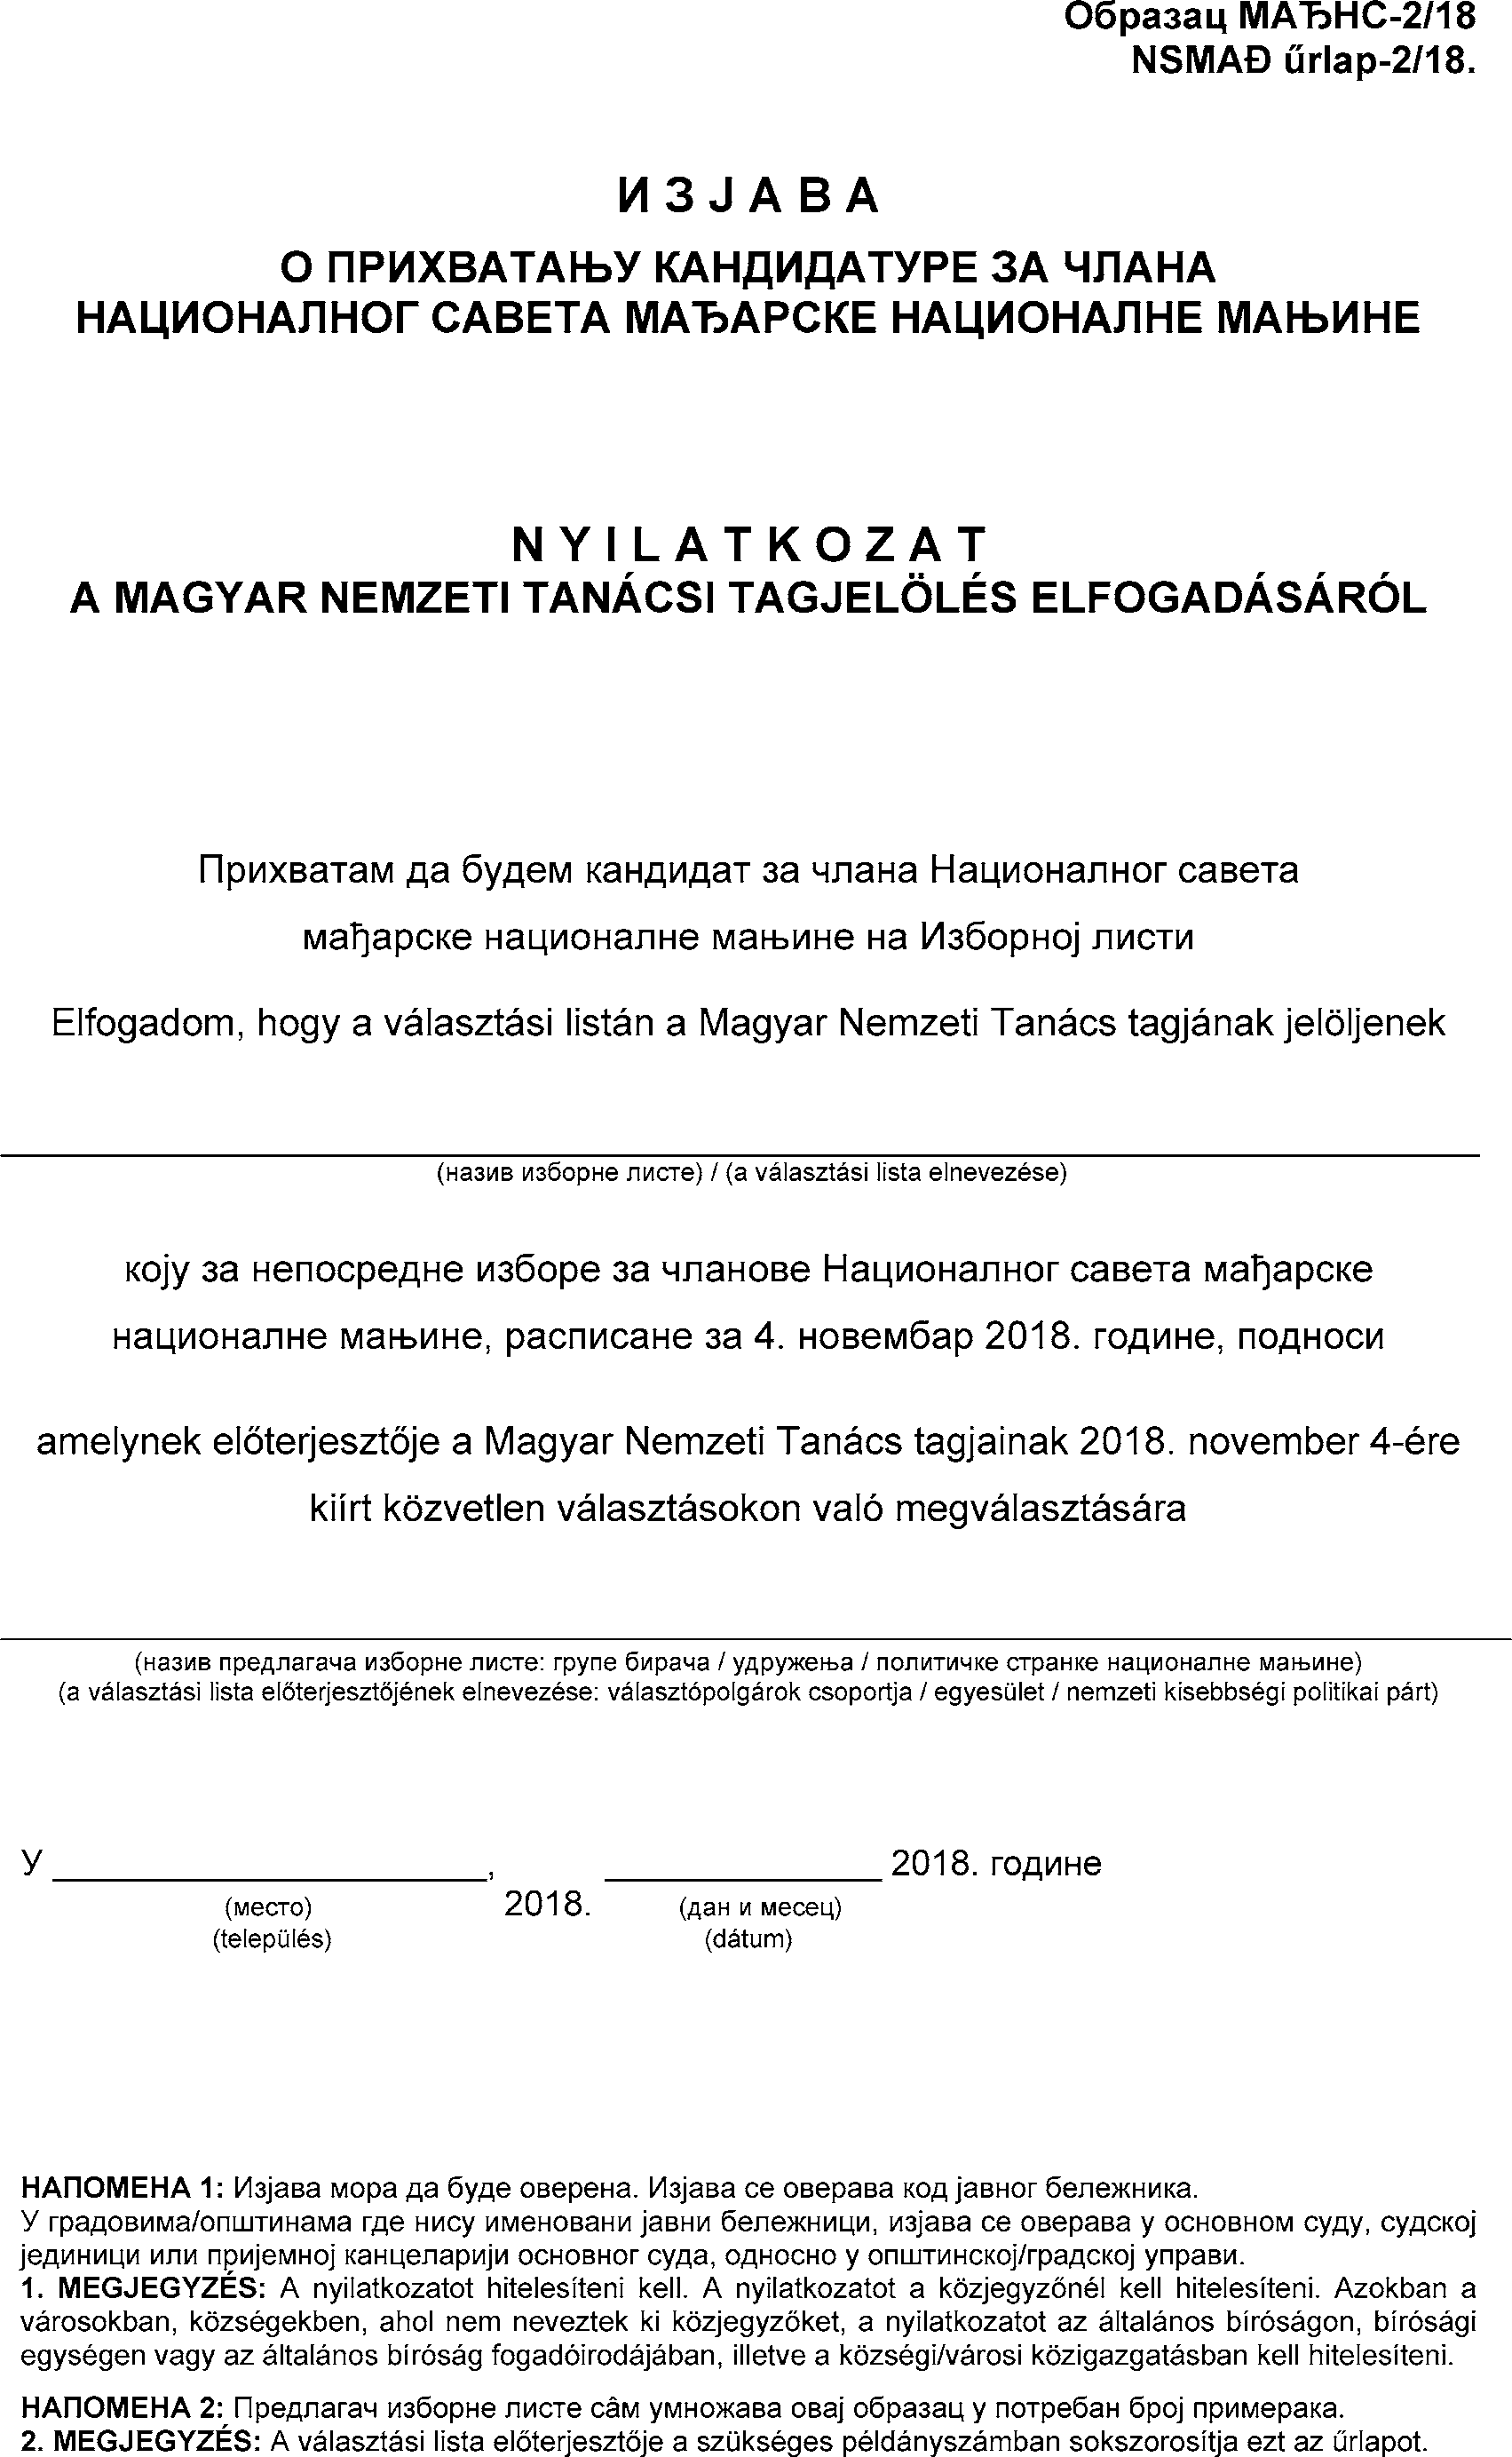 Образац МАЂНС-2/18
NSMAĐ űrlap-2/18.
И З Ј А В А
О ПРИХВАТАЊУ КАНДИДАТУРЕ ЗА ЧЛАНА
НАЦИОНАЛНОГ САВЕТА МАЂАРСКЕ НАЦИОНАЛНЕ МАЊИНЕ
N Y I L A T K O Z A T
A MAGYAR NEMZETI TANÁCSI TAGJELÖLÉS ELFOGADÁSÁRÓL
Прихватам да будем кандидат за члана Националног савета
мађарске националне мањине на Изборној листи
Elfogadom, hogy a választási listán a Magyar Nemzeti Tanács tagjának jelöljenek
(назив изборне листе) / (a választási lista elnevezése)
коју за непосредне изборе за чланове Националног савета мађарске
националне мањине, расписане за 4. новембар 2018. године, подноси
amelynek előterjesztője a Magyar Nemzeti Tanács tagjainak 2018. november 4-ére
kiírt közvetlen választásokon való megválasztására
(назив предлагача изборне листе: групе бирача / удружења / политичке странке националне мањине)
(a választási lista előterjesztőjének elnevezése: választópolgárok csoportja / egyesület / nemzeti kisebbségi politikai párt)
У ____________________, _____________ 2018. године
(место) 2018. (дан и месец)
(település) (dátum)
НАПОМЕНА 1: Изјава мора да буде оверена. Изјава се оверава код јавног бележника.
У градовима/општинама где нису именовани јавни бележници, изјава се оверава у основном суду, судској
јединици или пријемној канцеларији основног суда, односно у општинској/градској управи.
1. MEGJEGYZÉS: A nyilatkozatot hitelesíteni kell. A nyilatkozatot a közjegyzőnél kell hitelesíteni. Azokban a
városokban, községekben, ahol nem neveztek ki közjegyzőket, a nyilatkozatot az általános bíróságon, bírósági
egységen vagy az általános bíróság fogadóirodájában, illetve a községi/városi közigazgatásban kell hitelesíteni.
НАПОМЕНА 2: Предлагач изборне листе сâм умножава овај образац у потребан број примерака.
2. MEGJEGYZÉS: A választási lista előterjesztője a szükséges példányszámban sokszorosítja ezt az űrlapot.